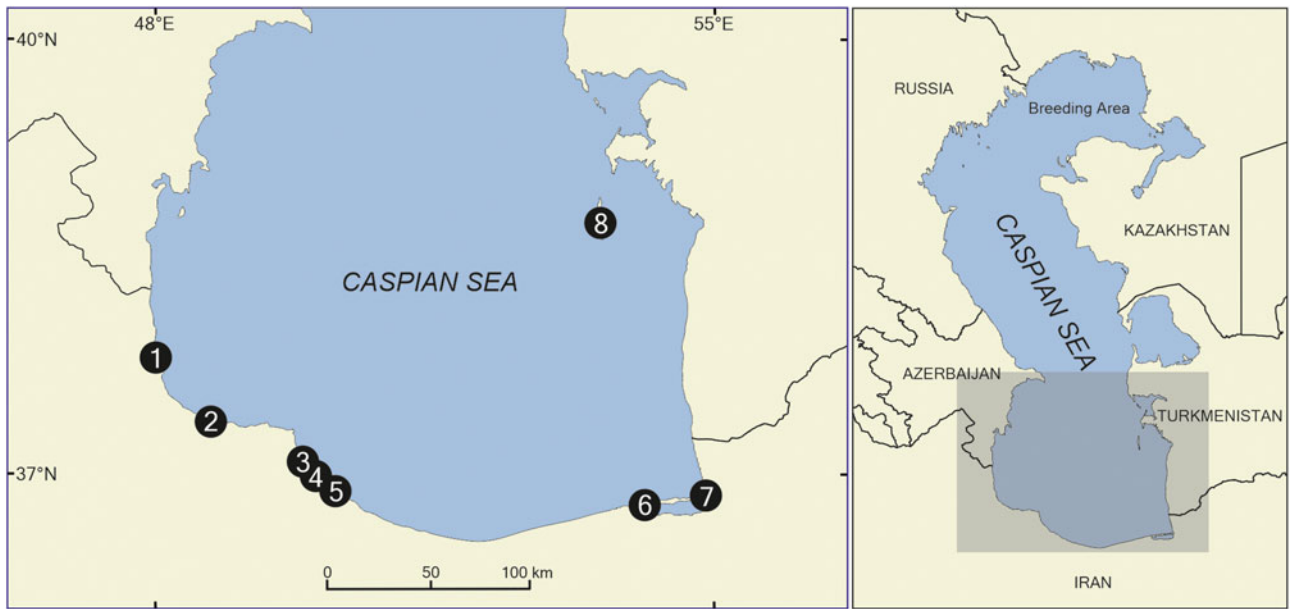 48°E
55°E
40°N
8
CASPIAN SEA
1
2
3
4
5
6
7
37°N
0 50 100 km
RUSSIA
Breeding Area
KAZAKHSTAN
CASPIAN SEA
AZERBAIJAN
TURKMENISTAN
IRAN